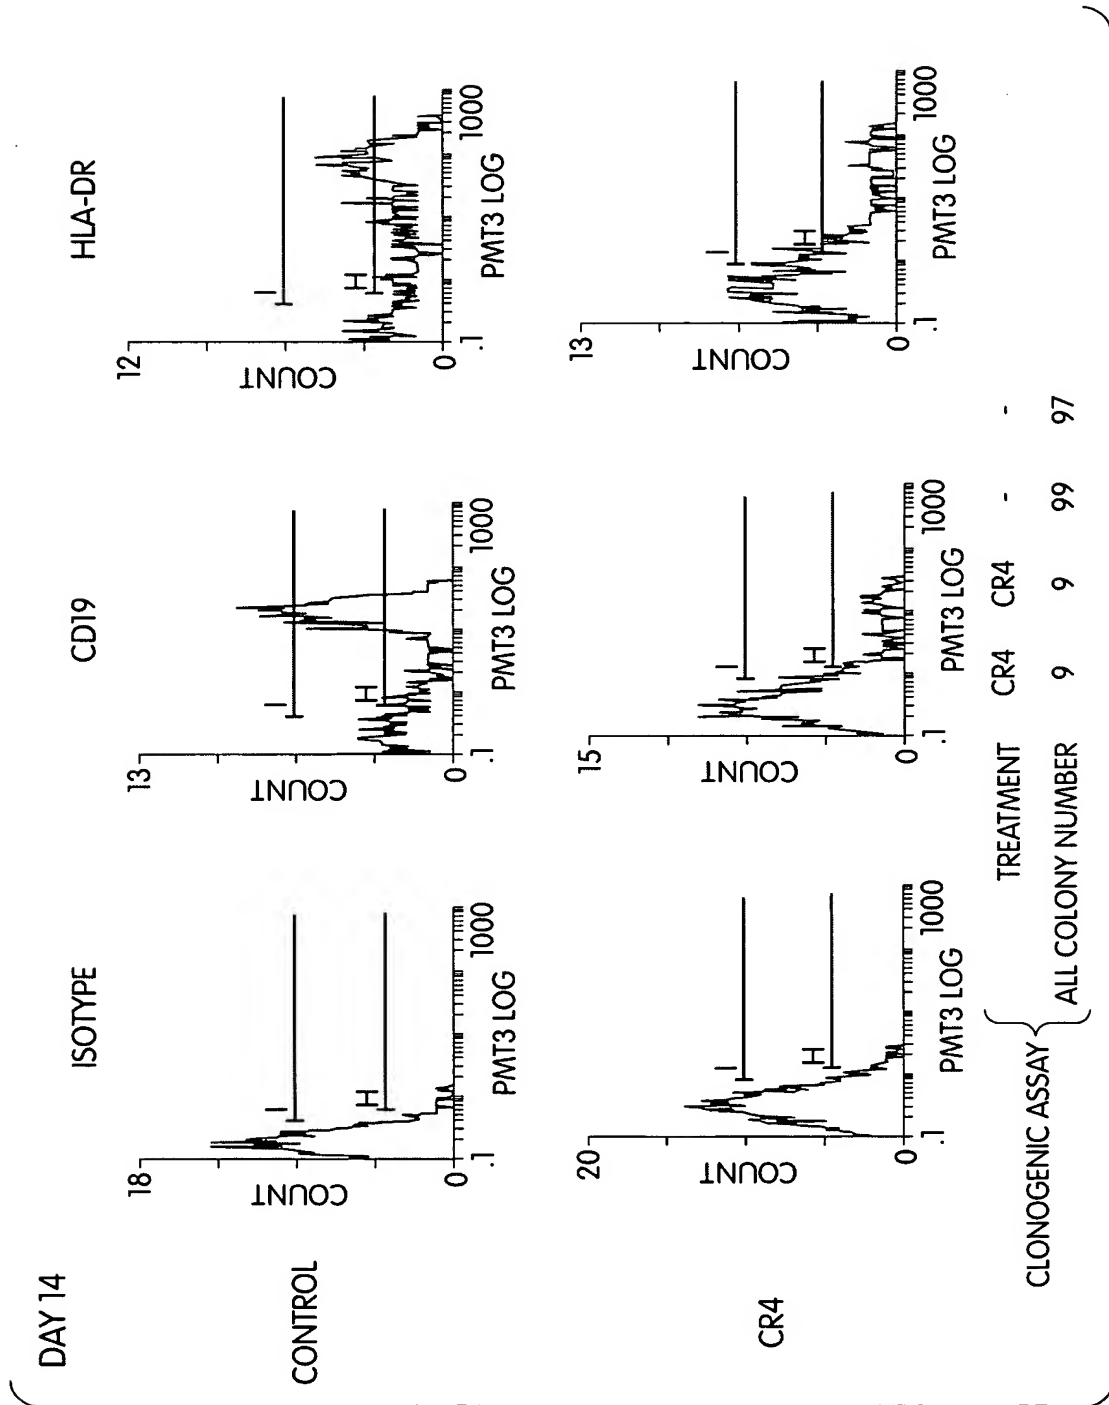 DAY 14
ISOTYPE CD19 HLA-DR
CONTROL
18
COUNT
0
.1 1000
PMT3 LOG
I
H
13
COUNT
0
.1 1000
PMT3 LOG
I
H
12
COUNT
0
.1 1000
PMT3 LOG
I
H
CR4
20
COUNT
0
.1 1000
PMT3 LOG
I
H
15
COUNT
0
.1 1000
PMT3 LOG
I
H
13
COUNT
0
.1 1000
PMT3 LOG
I
H
CLONOGENIC ASSAY
TREATMENT CR4 CR4 - -
ALL COLONY NUMBER 9 9 99 97